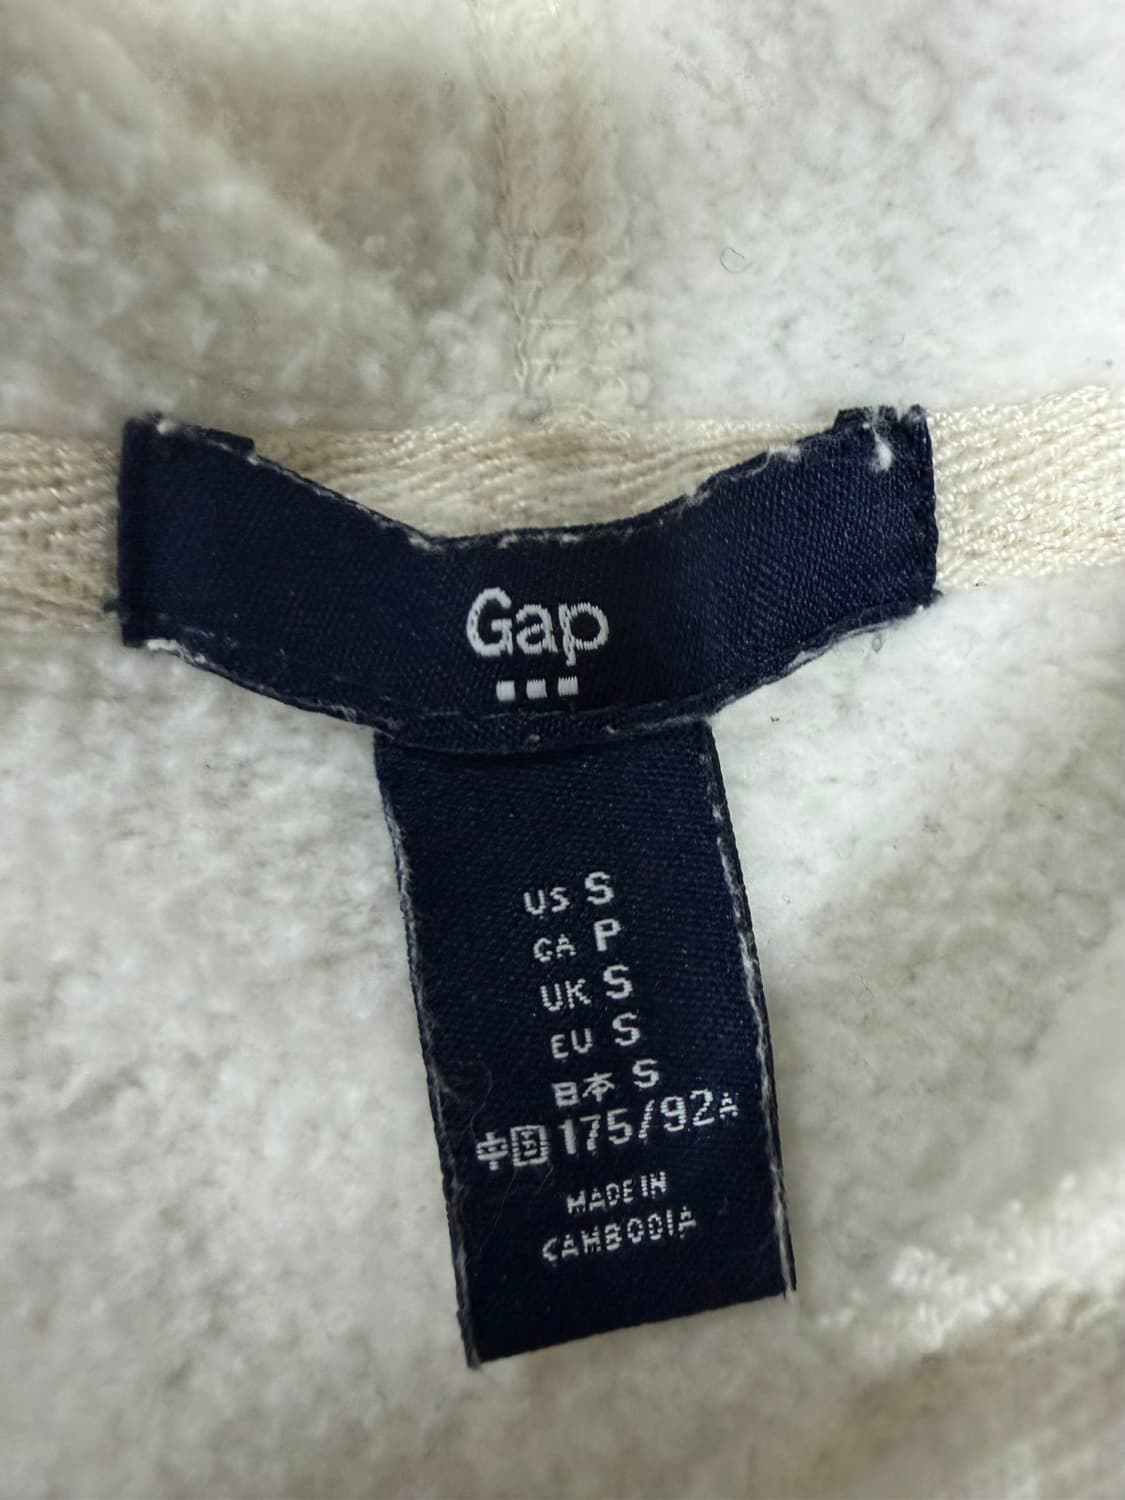 Gap
US S
CA P
UK S
EU S
日本 S
中国 175/92A
MADE IN
CAMBODIA